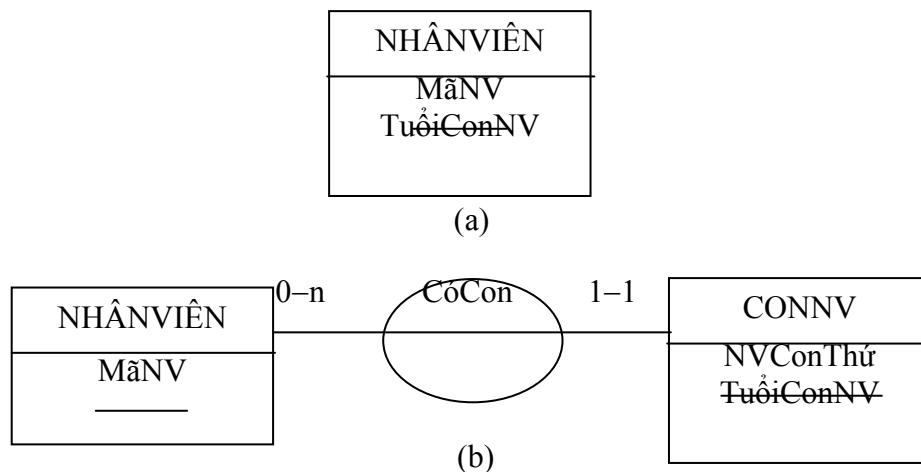 NHÂNVIÊN
MãNV
TuổiConNV
(a)
0–n CóCon 1–1
NHÂNVIÊN
MãNV
CONNV
NVConThứ
TuổiConNV
(b)